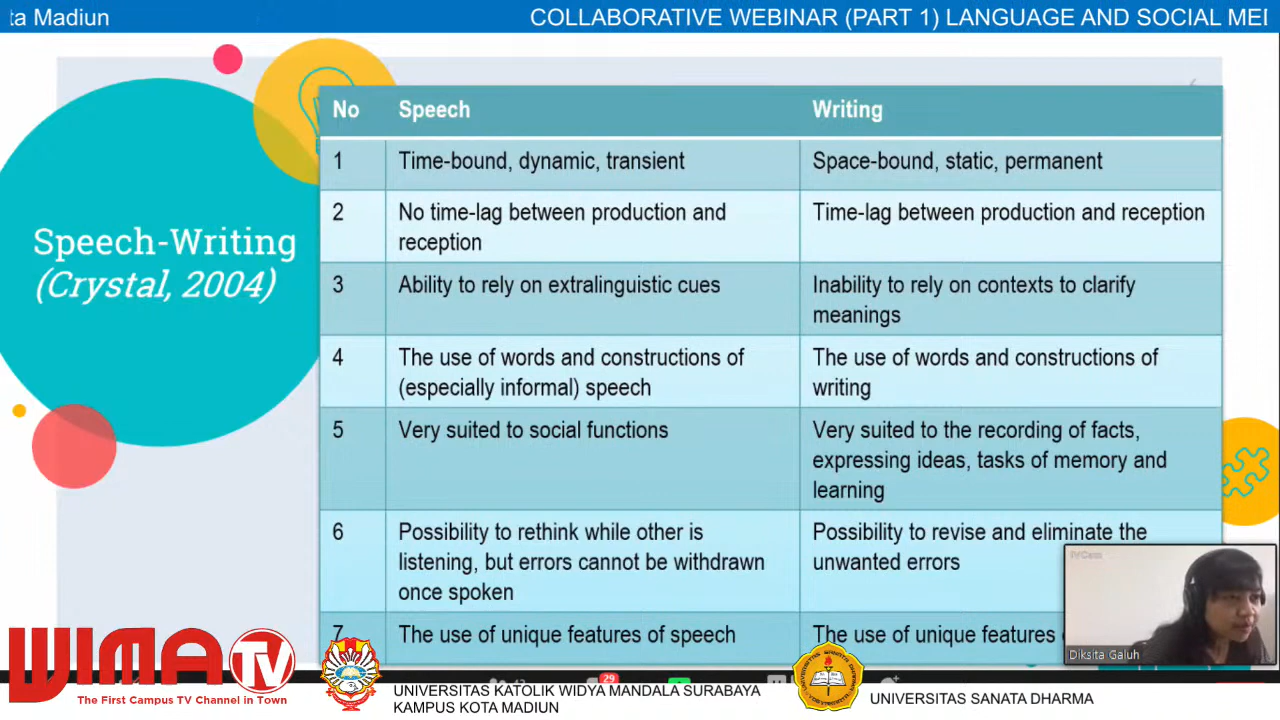 ta Madiun COLLABORATIVE WEBINAR (PART 1) LANGUAGE AND SOCIAL MEI
Speech-Writing
(Crystal, 2004)
No Speech Writing
1 Time-bound, dynamic, transient Space-bound, static, permanent
2 No time-lag between production and reception Time-lag between production and reception
3 Ability to rely on extralinguistic cues Inability to rely on contexts to clarify meanings
4 The use of words and constructions of (especially informal) speech The use of words and constructions of writing
5 Very suited to social functions Very suited to the recording of facts, expressing ideas, tasks of memory and learning
6 Possibility to rethink while other is listening, but errors cannot be withdrawn once spoken Possibility to revise and eliminate the unwanted errors
7 The use of unique features of speech The use of unique features
Diksita Galuh
WIMA TV
The First Campus TV Channel in Town
29
UNIVERSITAS KATOLIK WIDYA MANDALA SURABAYA
KAMPUS KOTA MADIUN
UNIVERSITAS SANATA DHARMA